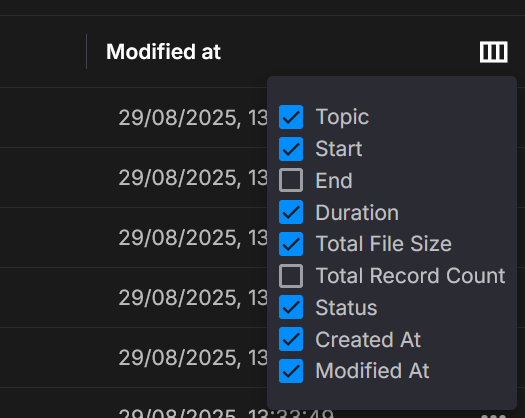 Modified at
29/08/2025, 13
Topic
Start
29/08/2025, 13
End
Duration
29/08/2025, 13
Total File Size
Total Record Count
29/08/2025, 13
Status
Created At
29/08/2025, 13
Modified At
29/08/2025, 13:33:49